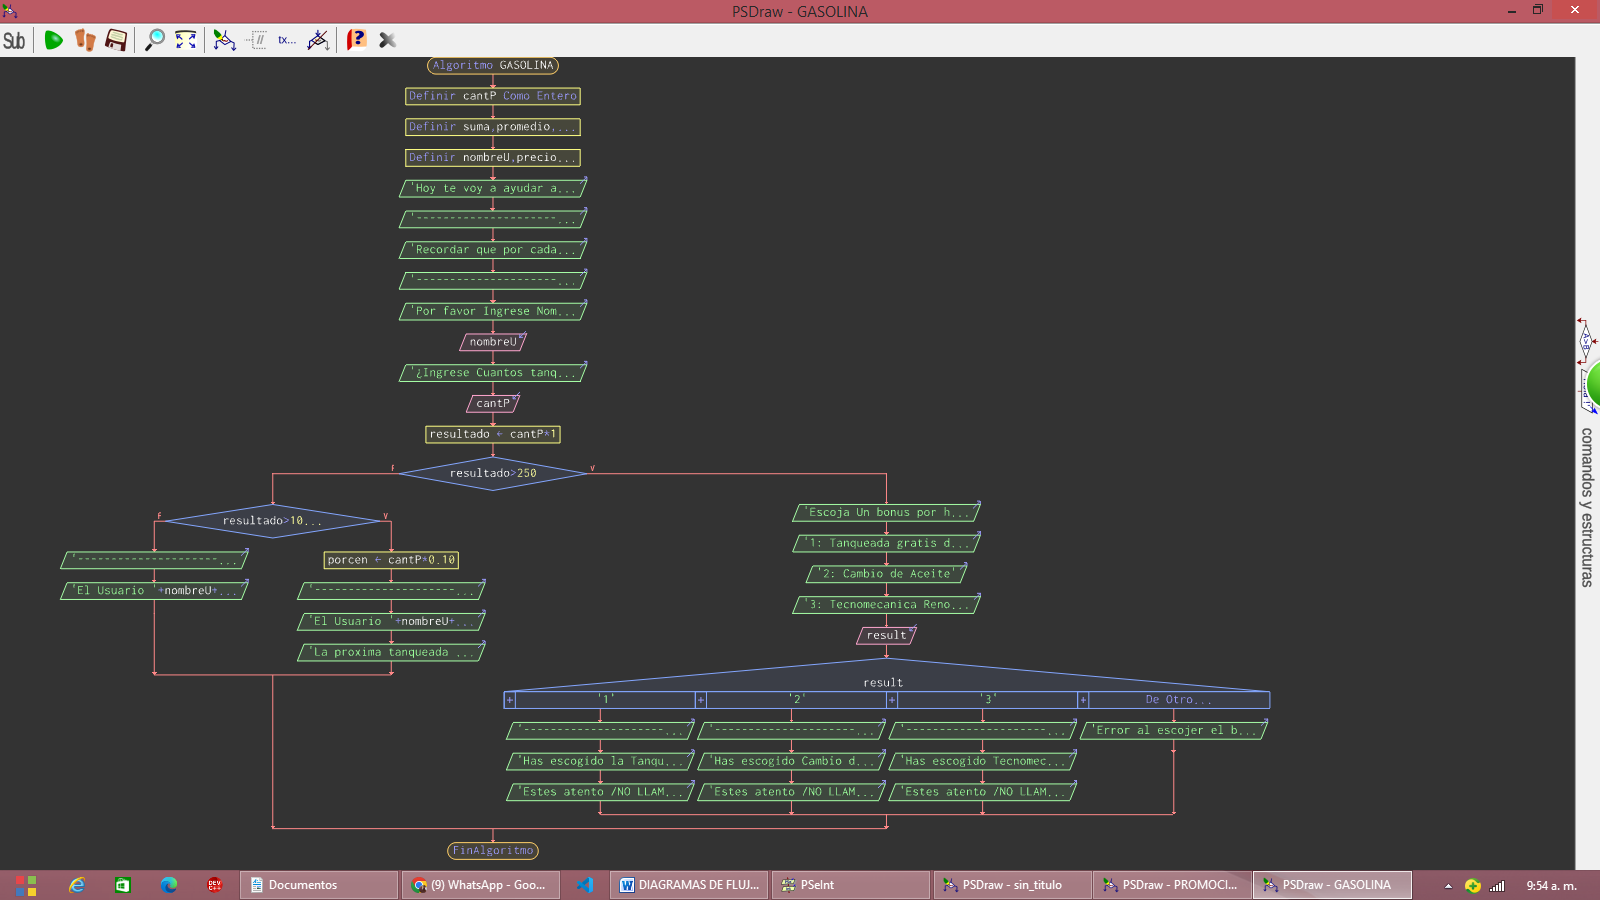 PSDraw - GASOLINA
Sub
tx...
Algoritmo GASOLINA
Definir cantP Como Entero
Definir suma,promedio,...
Definir nombreU,precio...
'Hoy te voy a ayudar a...
'---------------------...
'Recordar que por cada...
'---------------------...
'Por favor Ingrese Nom...
nombreU
'¿Ingrese Cuantos tanq...
cantP
resultado ← cantP*1
F
resultado>250
V
F
resultado>10...
V
'---------------------...
'El Usuario '+nombreU+...
porcen ← cantP*0.10
'---------------------...
'El Usuario '+nombreU+...
'La proxima tanqueada ...
'Escoja Un bonus por h...
'1: Tanqueada gratis d...
'2: Cambio de Aceite'
'3: Tecnomecanica Reno...
result
result
+ '1' + '2' + '3' + De Otro...
'---------------------...
'Has escogido la Tanqu...
'Estes atento /NO LLAM...
'---------------------...
'Has escogido Cambio d...
'Estes atento /NO LLAM...
'---------------------...
'Has escogido Tecnomec...
'Estes atento /NO LLAM...
'Error al escojer el b...
FinAlgoritmo
comandos y estructuras
DEV C++
Documentos
(9) WhatsApp - Goo...
DIAGRAMAS DE FLUJ...
PSeInt
PSDraw - sin_titulo
PSDraw - PROMOCI...
PSDraw - GASOLINA
9:54 a. m.